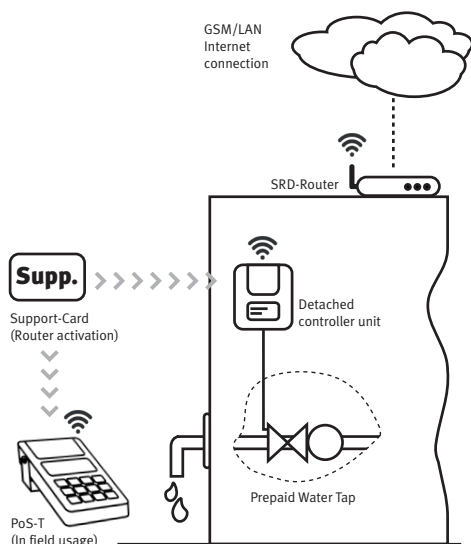 GSM/LAN
Internet
connection
SRD-Router
Supp.
Support-Card
(Router activation)
Detached
controller unit
Prepaid Water Tap
PoS-T
(In field usage)